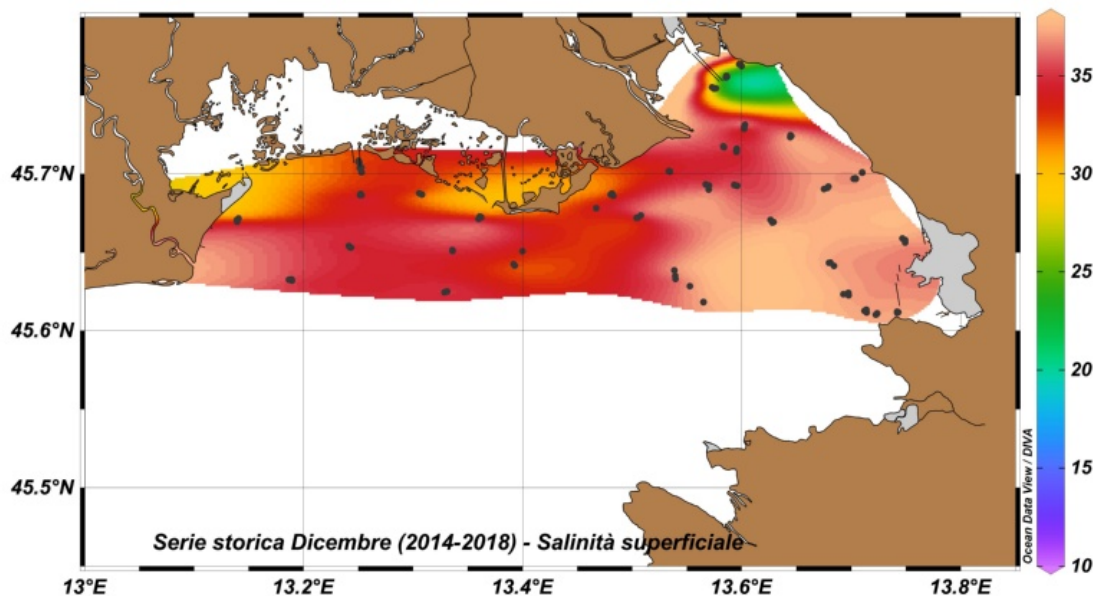 45.7°N
45.6°N
45.5°N
Serie storica Dicembre (2014-2018) - Salinità superficiale
13°E
13.2°E
13.4°E
13.6°E
13.8°E
Ocean Data View / DIVA
35
30
25
20
15
10